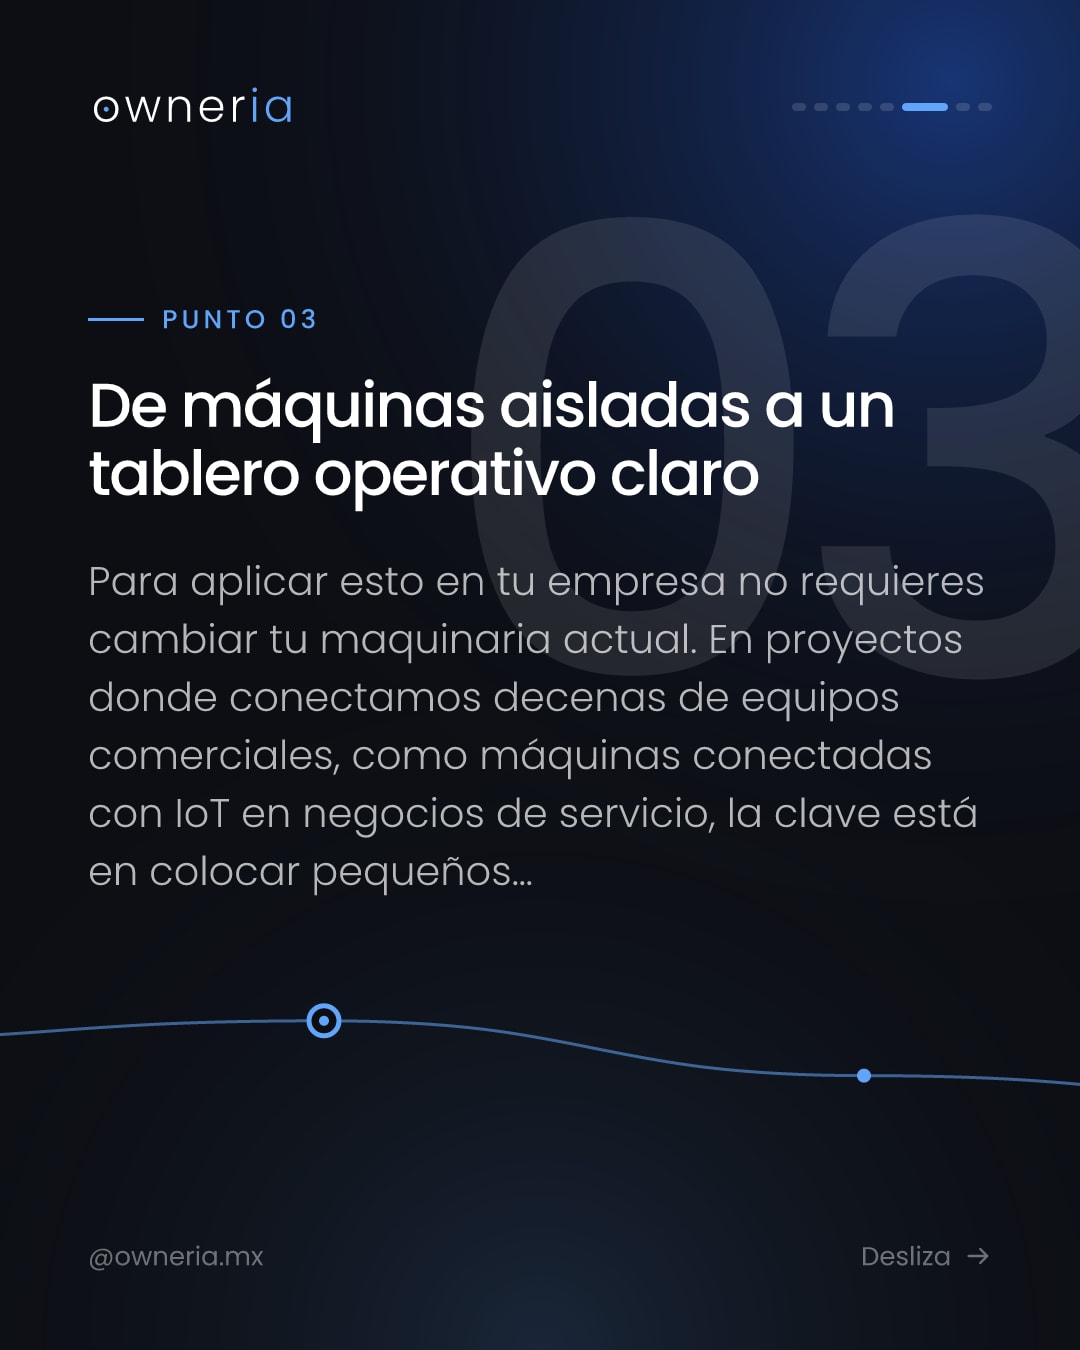 owneria
03
PUNTO 03
De máquinas aisladas a un
tablero operativo claro
Para aplicar esto en tu empresa no requieres
cambiar tu maquinaria actual. En proyectos
donde conectamos decenas de equipos
comerciales, como máquinas conectadas
con IoT en negocios de servicio, la clave está
en colocar pequeños...
@owneria.mx
Desliza →